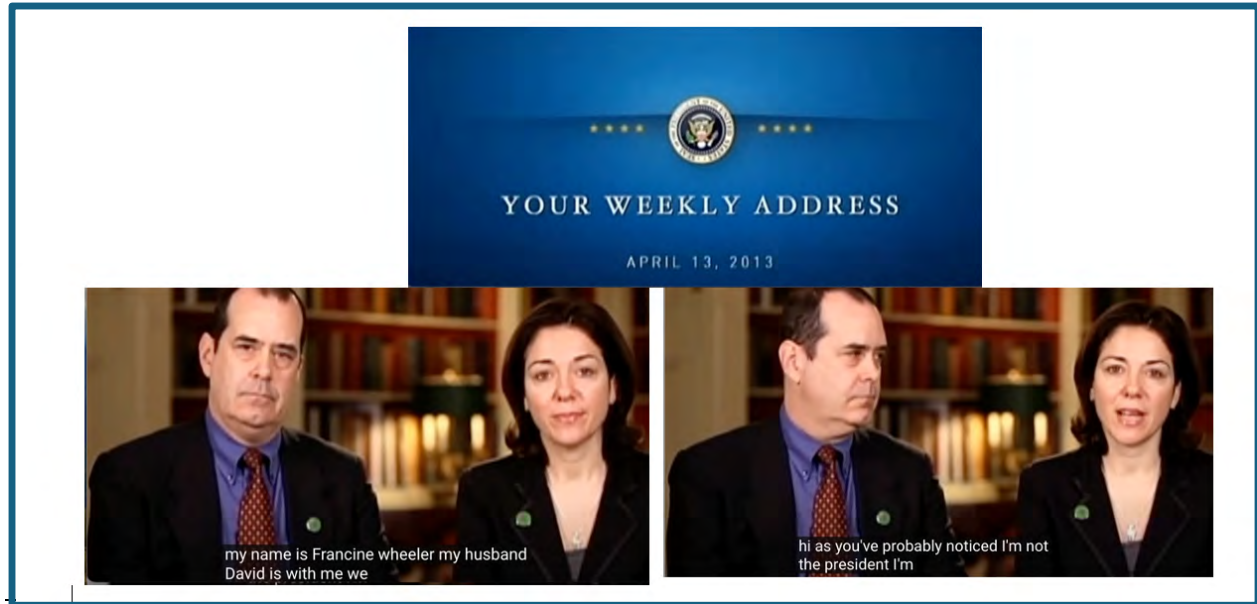 YOUR WEEKLY ADDRESS
APRIL 13, 2013
my name is Francine wheeler my husband
David is with me we
hi as you've probably noticed I'm not
the president I'm